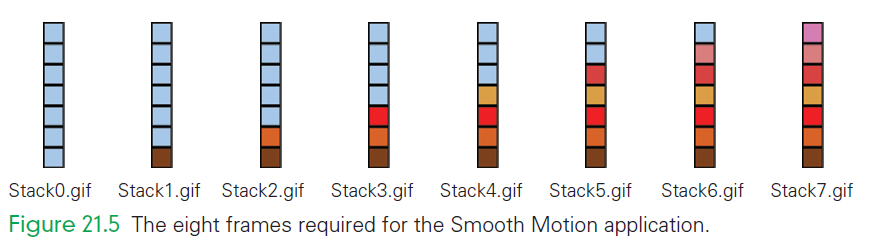 Stack0.gif Stack1.gif Stack2.gif Stack3.gif Stack4.gif Stack5.gif Stack6.gif Stack7.gif
Figure 21.5 The eight frames required for the Smooth Motion application.